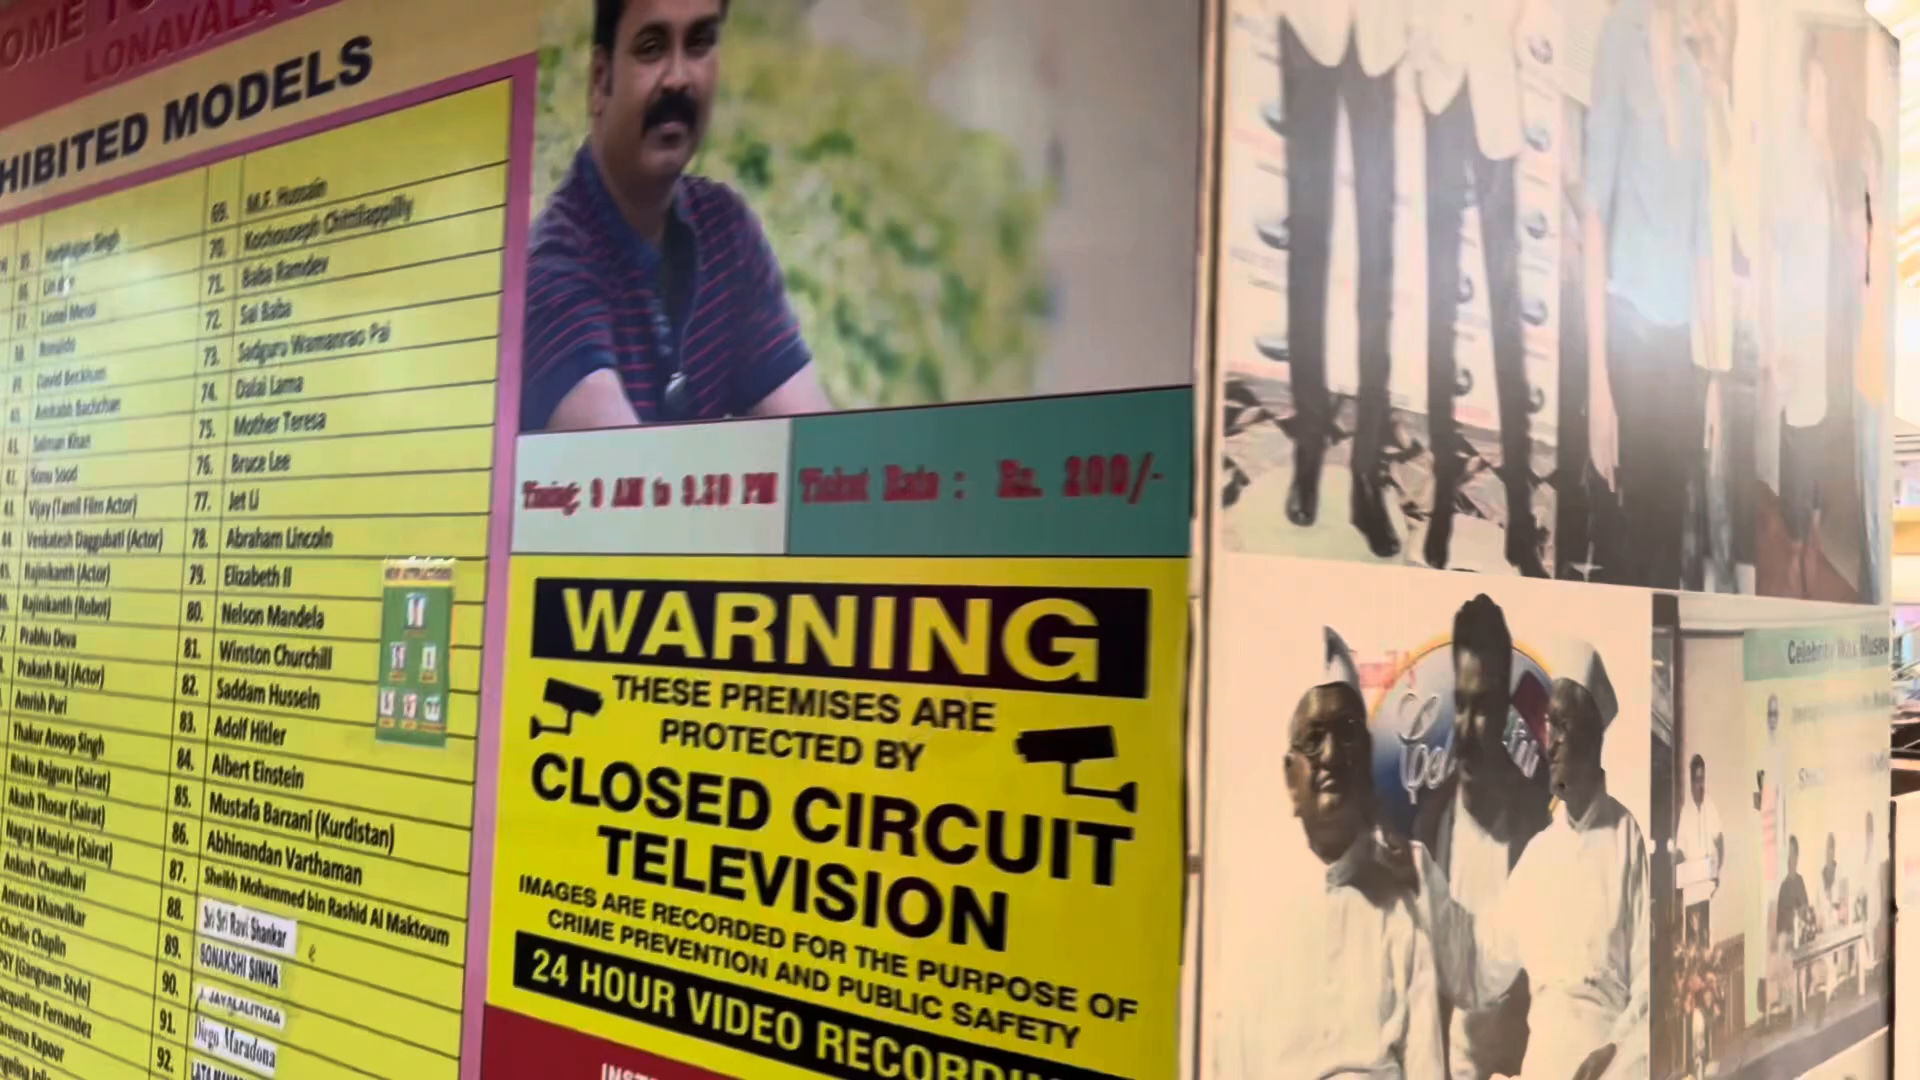 LONAVALA
HIBITED MODELS
Harbhajan Singh
Lionel Messi
Ronaldo
David Beckham
Amitabh Bachchan
Salman Khan
Sonu Sood
Vijay (Tamil Film Actor)
Venkatesh Daggubati (Actor)
Rajinikanth (Actor)
Rajinikanth (Robot)
Prabhu Deva
Prakash Raj (Actor)
Amrish Puri
Thakur Anoop Singh
Rinku Rajguru (Sairat)
Akash Thosar (Sairat)
Nagraj Manjule (Sairat)
Ankush Chaudhari
Amruta Khanvilkar
Charlie Chaplin
PSY (Gangnam Style)
acqueline Fernandez
areena Kapoor
69. M.F. Hussain
70. Kochouseph Chittilappilly
71. Baba Ramdev
72. Sai Baba
73. Sadguru Wamanrao Pai
74. Dalai Lama
75. Mother Teresa
76. Bruce Lee
77. Jet Li
78. Abraham Lincoln
79. Elizabeth II
80. Nelson Mandela
81. Winston Churchill
82. Saddam Hussein
83. Adolf Hitler
84. Albert Einstein
85. Mustafa Barzani (Kurdistan)
86. Abhinandan Varthaman
87. Sheikh Mohammed bin Rashid Al Maktoum
88. Sri Sri Ravi Shankar
89. SONAKSHI SINHA
90. J. JAYALALITHAA
91. Diego Maradona
92.
NEW ATTRACTIONS
Timing: 9 AM to 9.30 PM
Ticket Rate : Rs. 200/-
WARNING
THESE PREMISES ARE
PROTECTED BY
CLOSED CIRCUIT
TELEVISION
IMAGES ARE RECORDED FOR THE PURPOSE OF
CRIME PREVENTION AND PUBLIC SAFETY
24 HOUR VIDEO RECORDI
Celebrity Wax Museu